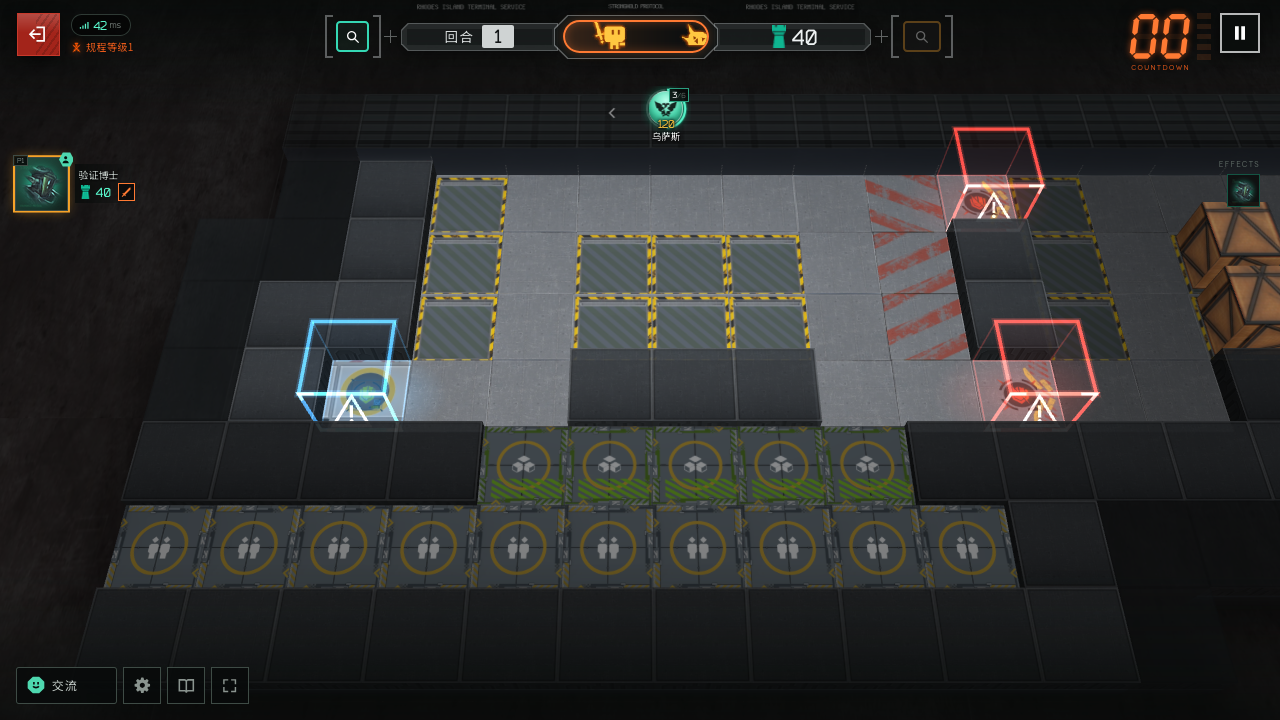 RHODES ISLAND TERMINAL SERVICE
STRONGHOLD PROTOCOL
RHODES ISLAND TERMINAL SERVICE
42 ms
规程等级1
回合 1
40
00
COUNTDOWN
3/6
120
乌萨斯
P1
验证博士
40
EFFECTS
交流